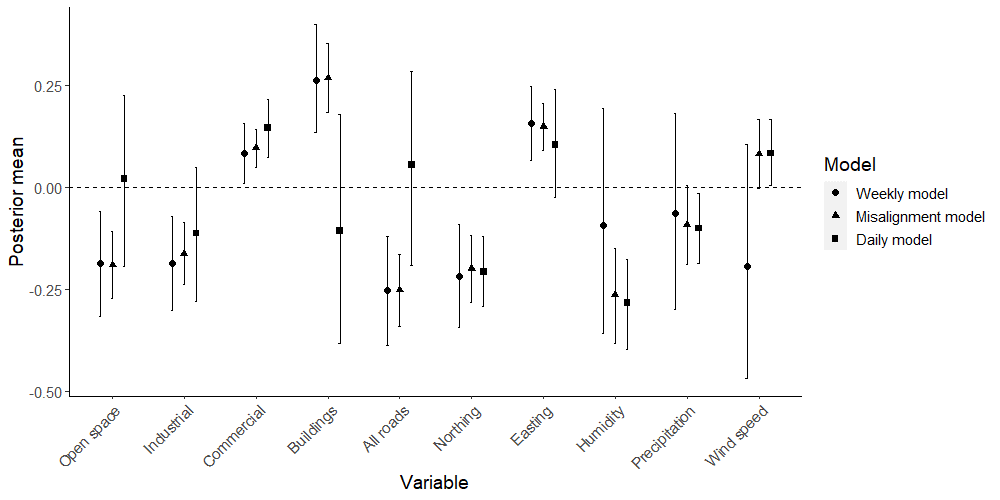 Posterior mean
0.25
0.00
-0.25
-0.50
Open space
Industrial
Commercial
Buildings
All roads
Northing
Easting
Humidity
Precipitation
Wind speed
Variable
Model
Weekly model
Misalignment model
Daily model